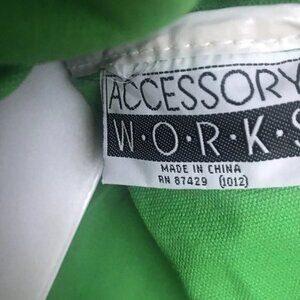 ACCESSORY
W·O·R·K·S
MADE IN CHINA
RN 87429 (1012)